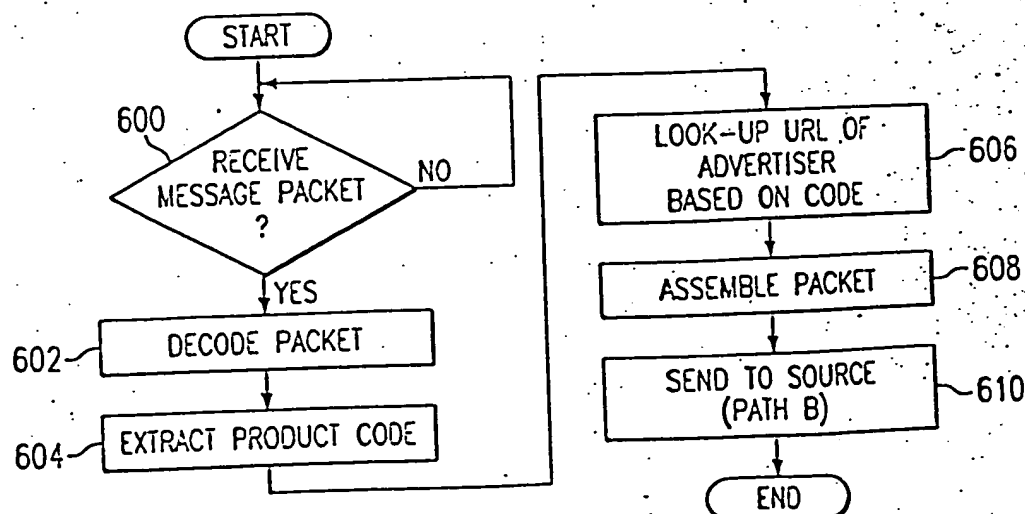 START
600
RECEIVE
MESSAGE PACKET
?
NO
YES
602
DECODE PACKET
604
EXTRACT PRODUCT CODE
LOOK-UP URL OF
ADVERTISER
BASED ON CODE
606
ASSEMBLE PACKET
608
SEND TO SOURCE
(PATH B)
610
END